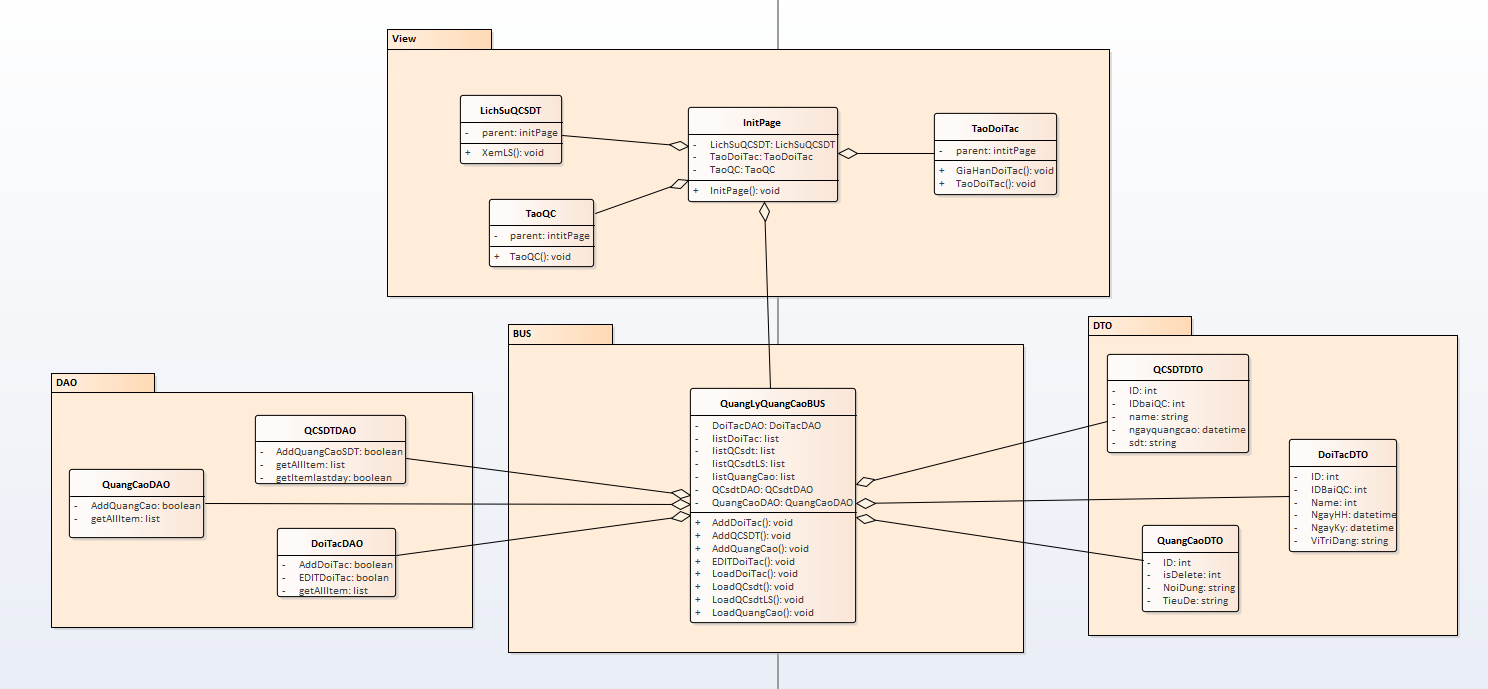 View
LichSuQCSDT
- parent: initPage
+ XemLS(): void
TaoQC
- parent: intitPage
+ TaoQC(): void
InitPage
- LichSuQCSDT: LichSuQCSDT
- TaoDoiTac: TaoDoiTac
- TaoQC: TaoQC
+ InitPage(): void
TaoDoiTac
- parent: intitPage
+ GiaHanDoiTac(): void
+ TaoDoiTac(): void
DAO
QCSDTDAO
- AddQuangCaoSDT: boolean
- getAllItem: list
- getItemlastday: boolean
QuangCaoDAO
- AddQuangCao: boolean
- getAllItem: list
DoiTacDAO
- AddDoiTac: boolean
- EDITDoiTac: boolan
- getAllItem: list
BUS
QuangLyQuangCaoBUS
- DoiTacDAO: DoiTacDAO
- listDoiTac: list
- listQCsdt: list
- listQCsdtLS: list
- listQuangCao: list
- QCsdtDAO: QCsdtDAO
- QuangCaoDAO: QuangCaoDAO
+ AddDoiTac(): void
+ AddQCSDT(): void
+ AddQuangCao(): void
+ EDITDoiTac(): void
+ LoadDoiTac(): void
+ LoadQCsdt(): void
+ LoadQCsdtLS(): void
+ LoadQuangCao(): void
DTO
QCSDTDTO
- ID: int
- IDbaiQC: int
- name: string
- ngayquangcao: datetime
- sdt: string
DoiTacDTO
- ID: int
- IDBaiQC: int
- Name: int
- NgayHH: datetime
- NgayKy: datetime
- ViTriDang: string
QuangCaoDTO
- ID: int
- isDelete: int
- NoiDung: string
- TieuDe: string